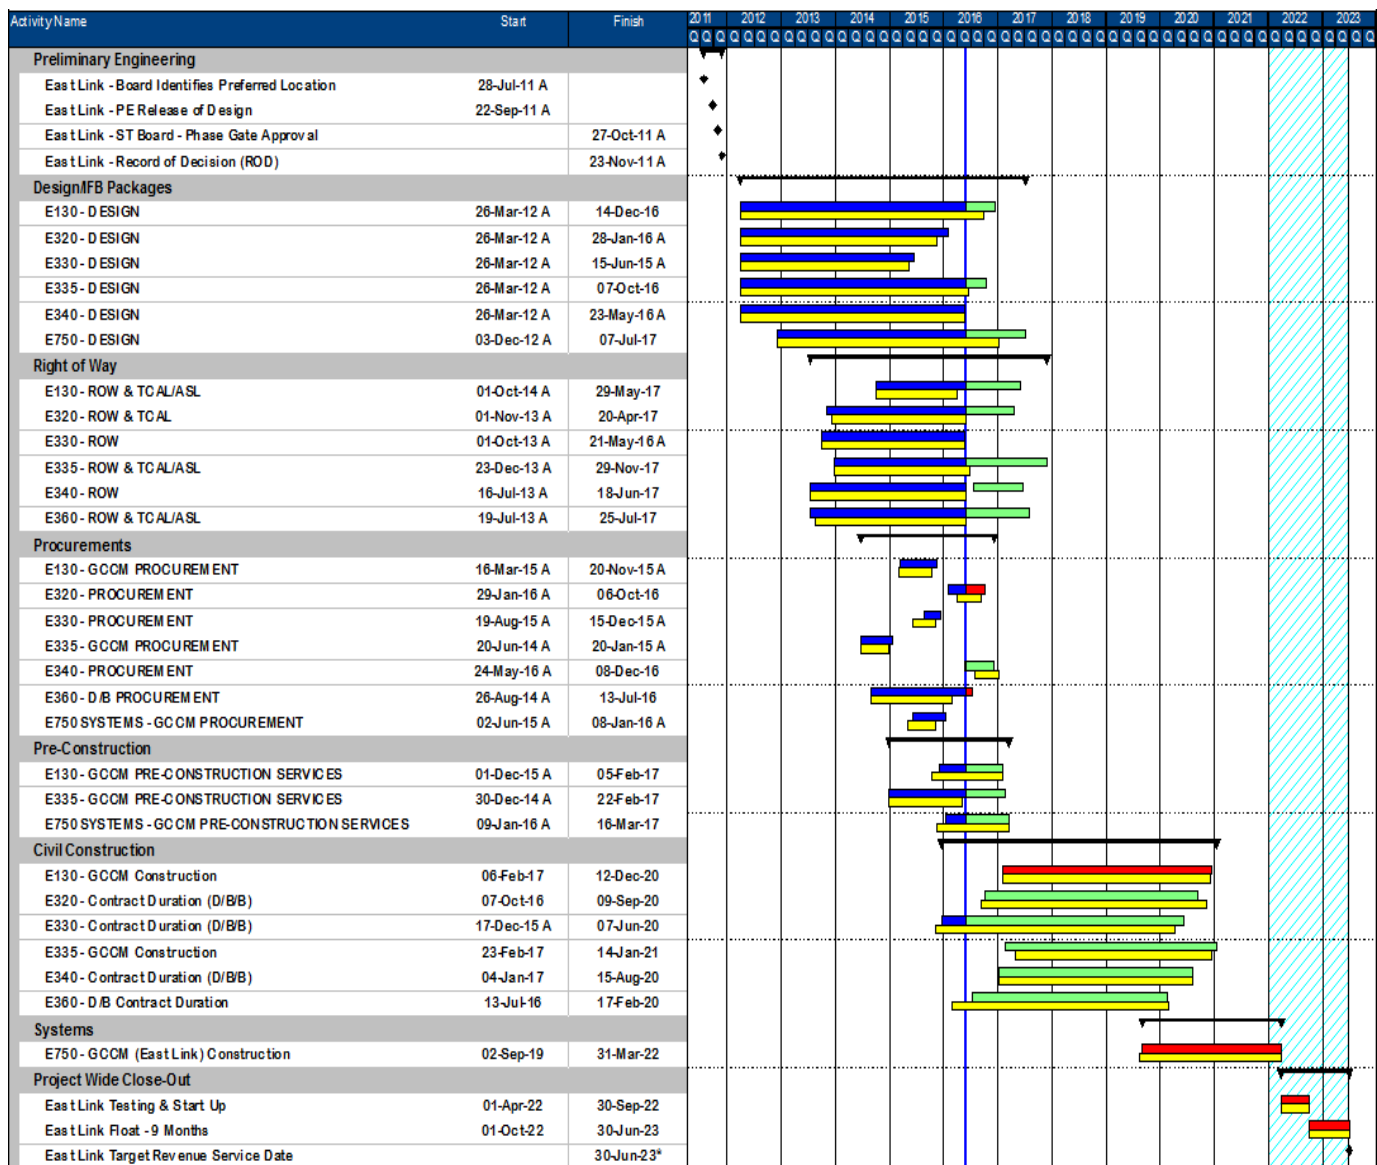 Activity Name Start Finish 2011 2012 2013 2014 2015 2016 2017 2018 2019 2020 2021 2022 2023
Q Q Q Q Q Q Q Q Q Q Q Q Q Q Q Q Q Q Q Q Q Q Q Q Q Q Q Q Q Q Q Q Q Q Q Q Q Q Q Q Q Q Q Q Q Q Q Q Q Q Q
Preliminary Engineering
East Link - Board Identifies Preferred Location 28-Jul-11 A
East Link - PE Release of Design 22-Sep-11 A
East Link - ST Board - Phase Gate Approval 27-Oct-11 A
East Link - Record of Decision (ROD) 23-Nov-11 A
Design/IFB Packages
E130 - DESIGN 26-Mar-12 A 14-Dec-16
E320 - DESIGN 26-Mar-12 A 28-Jan-16 A
E330 - DESIGN 26-Mar-12 A 15-Jun-15 A
E335 - DESIGN 26-Mar-12 A 07-Oct-16
E340 - DESIGN 26-Mar-12 A 23-May-16 A
E750 - DESIGN 03-Dec-12 A 07-Jul-17
Right of Way
E130 - ROW & TCAL/ASL 01-Oct-14 A 29-May-17
E320 - ROW & TCAL 01-Nov-13 A 20-Apr-17
E330 - ROW 01-Oct-13 A 21-May-16 A
E335 - ROW & TCAL/ASL 23-Dec-13 A 29-Nov-17
E340 - ROW 16-Jul-13 A 18-Jun-17
E360 - ROW & TCAL/ASL 19-Jul-13 A 25-Jul-17
Procurements
E130 - GCCM PROCUREMENT 16-Mar-15 A 20-Nov-15 A
E320 - PROCUREMENT 29-Jan-16 A 06-Oct-16
E330 - PROCUREMENT 19-Aug-15 A 15-Dec-15 A
E335 - GCCM PROCUREMENT 20-Jun-14 A 20-Jan-15 A
E340 - PROCUREMENT 24-May-16 A 08-Dec-16
E360 - D/B PROCUREMENT 26-Aug-14 A 13-Jul-16
E750 SYSTEMS - GCCM PROCUREMENT 02-Jun-15 A 08-Jan-16 A
Pre-Construction
E130 - GCCM PRE-CONSTRUCTION SERVICES 01-Dec-15 A 05-Feb-17
E335 - GCCM PRE-CONSTRUCTION SERVICES 30-Dec-14 A 22-Feb-17
E750 SYSTEMS - GCCM PRE-CONSTRUCTION SERVICES 09-Jan-16 A 16-Mar-17
Civil Construction
E130 - GCCM Construction 06-Feb-17 12-Dec-20
E320 - Contract Duration (D/B/B) 07-Oct-16 09-Sep-20
E330 - Contract Duration (D/B/B) 17-Dec-15 A 07-Jun-20
E335 - GCCM Construction 23-Feb-17 14-Jan-21
E340 - Contract Duration (D/B/B) 04-Jan-17 15-Aug-20
E360 - D/B Contract Duration 13-Jul-16 17-Feb-20
Systems
E750 - GCCM (East Link) Construction 02-Sep-19 31-Mar-22
Project Wide Close-Out
East Link Testing & Start Up 01-Apr-22 30-Sep-22
East Link Float - 9 Months 01-Oct-22 30-Jun-23
East Link Target Revenue Service Date 30-Jun-23*